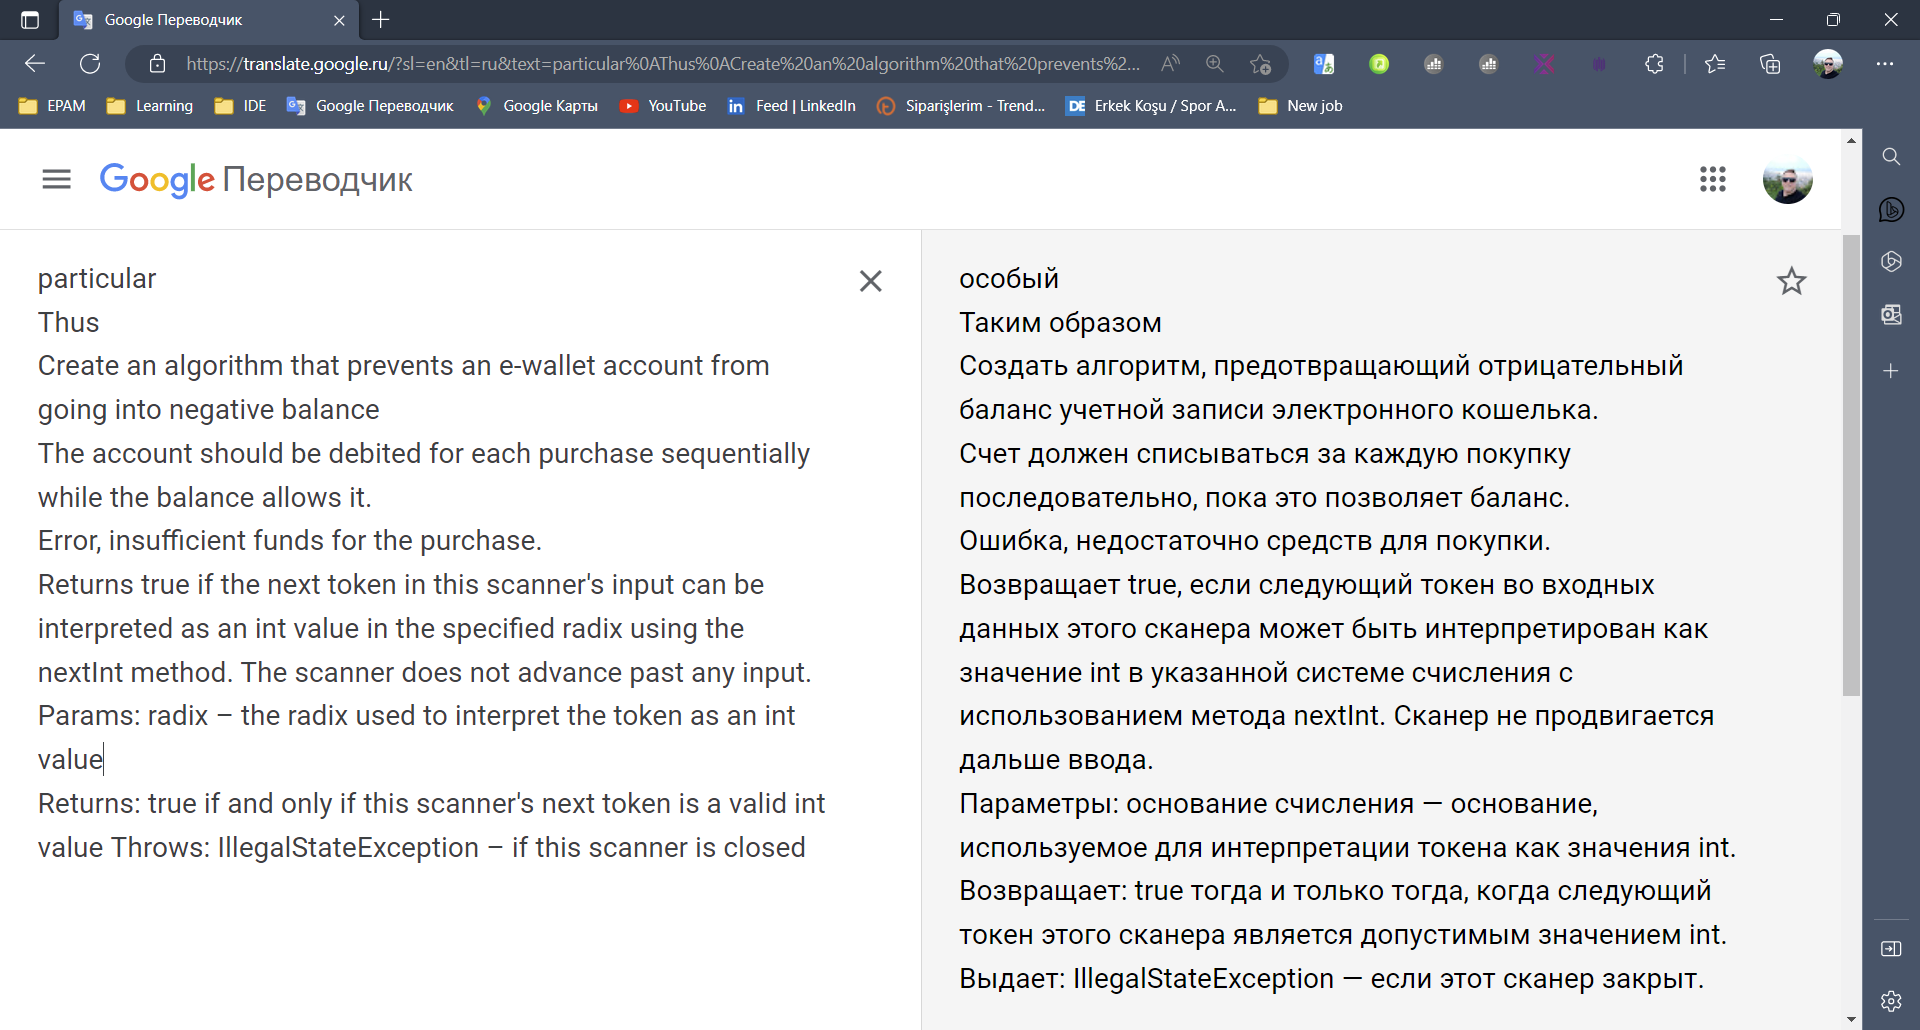 Google Переводчик
https://translate.google.ru/?sl=en&tl=ru&text=particular%0AThus%0ACreate%20an%20algorithm%20that%20prevents%2...
EPAM
Learning
IDE
Google Переводчик
Google Карты
YouTube
Feed | LinkedIn
Siparişlerim - Trend...
Erkek Koşu / Spor A...
New job
Google Переводчик
particular
Thus
Create an algorithm that prevents an e-wallet account from
going into negative balance
The account should be debited for each purchase sequentially
while the balance allows it.
Error, insufficient funds for the purchase.
Returns true if the next token in this scanner's input can be
interpreted as an int value in the specified radix using the
nextInt method. The scanner does not advance past any input.
Params: radix – the radix used to interpret the token as an int
value
Returns: true if and only if this scanner's next token is a valid int
value Throws: IllegalStateException – if this scanner is closed
особый
Таким образом
Создать алгоритм, предотвращающий отрицательный
баланс учетной записи электронного кошелька.
Счет должен списываться за каждую покупку
последовательно, пока это позволяет баланс.
Ошибка, недостаточно средств для покупки.
Возвращает true, если следующий токен во входных
данных этого сканера может быть интерпретирован как
значение int в указанной системе счисления с
использованием метода nextInt. Сканер не продвигается
дальше ввода.
Параметры: основание счисления — основание,
используемое для интерпретации токена как значения int.
Возвращает: true тогда и только тогда, когда следующий
токен этого сканера является допустимым значением int.
Выдает: IllegalStateException — если этот сканер закрыт.